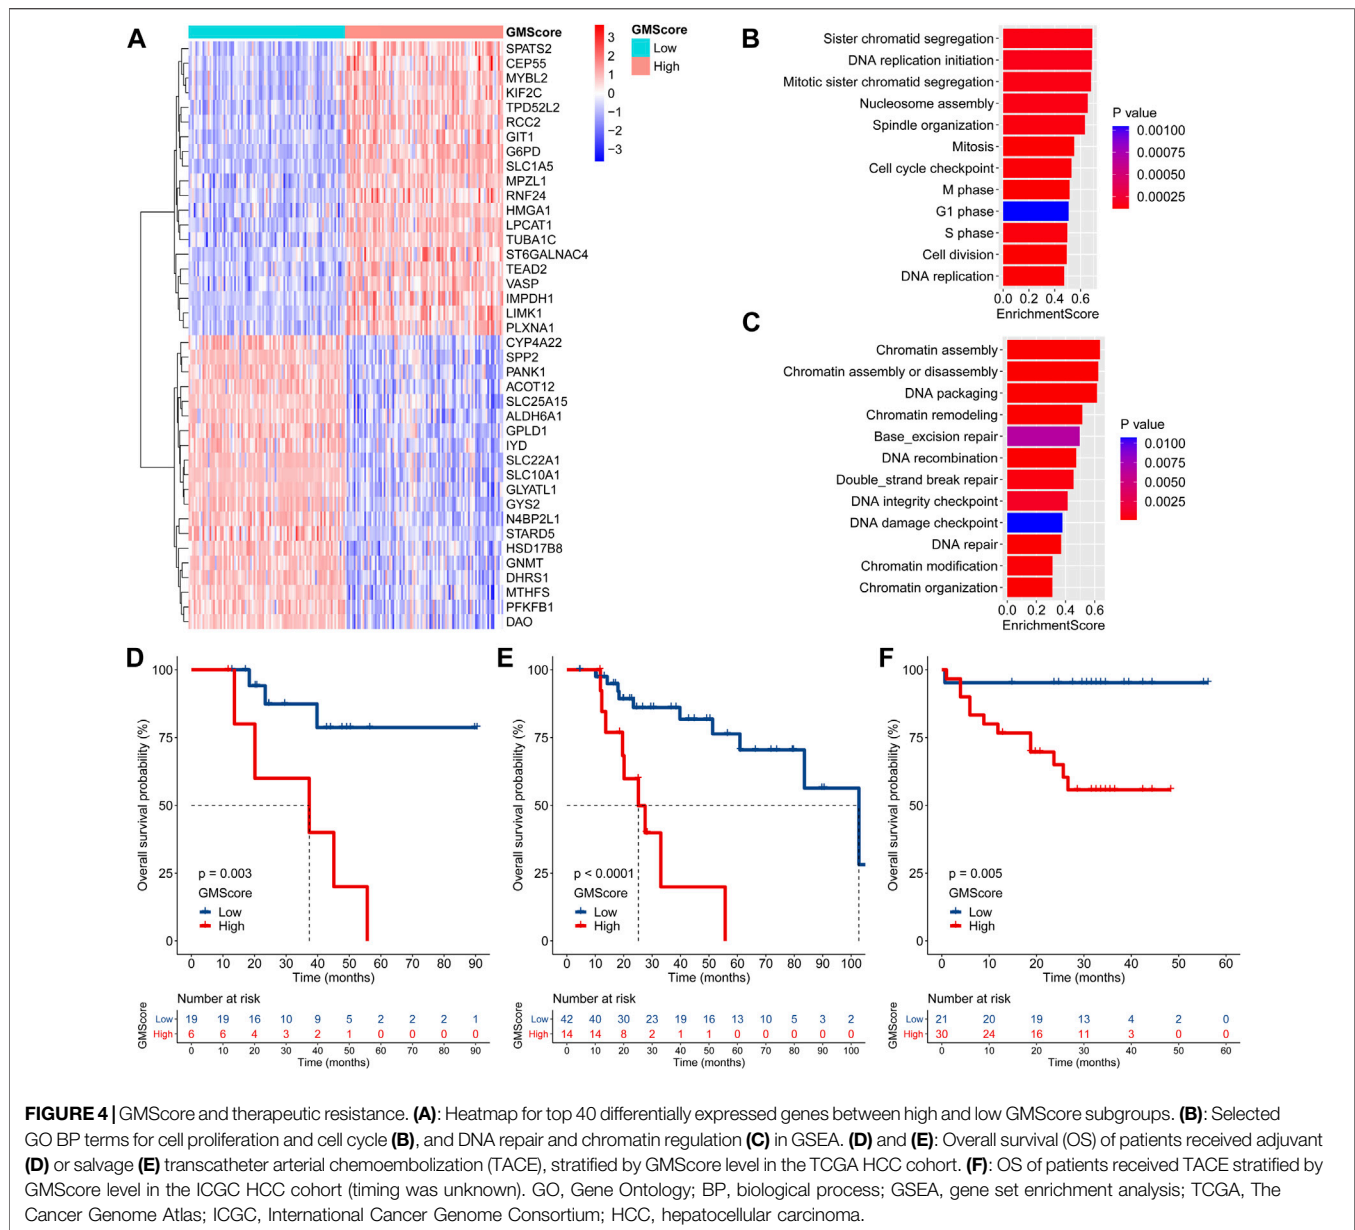 A
GMScore
SPATS2
CEP55
MYBL2
KIF2C
TPD52L2
RCC2
GIT1
G6PD
SLC1A5
MPZL1
RNF24
HMGA1
LPCAT1
TUBA1C
ST6GALNAC4
TEAD2
VASP
IMPDH1
LIMK1
PLXNA1
CYP4A22
SPP2
PANK1
ACOT12
SLC25A15
ALDH6A1
GPLD1
IYD
SLC22A1
SLC10A1
GLYATL1
GYS2
N4BP2L1
STARD5
HSD17B8
GNMT
DHRS1
MTHFS
PFKFB1
DAO
3
2
1
0
−1
−2
−3
GMScore
Low
High
B
Sister chromatid segregation
DNA replication initiation
Mitotic sister chromatid segregation
Nucleosome assembly
Spindle organization
Mitosis
Cell cycle checkpoint
M phase
G1 phase
S phase
Cell division
DNA replication
0.0 0.2 0.4 0.6
EnrichmentScore
P value
0.00100
0.00075
0.00050
0.00025
C
Chromatin assembly
Chromatin assembly or disassembly
DNA packaging
Chromatin remodeling
Base_excision repair
DNA recombination
Double_strand break repair
DNA integrity checkpoint
DNA damage checkpoint
DNA repair
Chromatin modification
Chromatin organization
0.0 0.2 0.4 0.6
EnrichmentScore
P value
0.0100
0.0075
0.0050
0.0025
D
Overall survival probability (%)
100
75
50
25
0
p = 0.003
GMScore
Low
High
0 10 20 30 40 50 60 70 80 90
Time (months)
Number at risk
GMScore
Low 19 19 16 10 9 5 2 2 2 1
High 6 6 4 3 2 1 0 0 0 0
0 10 20 30 40 50 60 70 80 90
Time (months)
E
Overall survival probability (%)
100
75
50
25
0
p < 0.0001
GMScore
Low
High
0 10 20 30 40 50 60 70 80 90 100
Time (months)
Number at risk
GMScore
Low 42 40 30 23 19 16 13 10 5 3 2
High 14 14 8 2 1 1 0 0 0 0 0
0 10 20 30 40 50 60 70 80 90 100
Time (months)
F
Overall survival probability (%)
100
75
50
25
0
p = 0.005
GMScore
Low
High
0 10 20 30 40 50 60
Time (months)
Number at risk
GMScore
Low 21 20 19 13 4 2 0
High 30 24 16 11 3 0 0
0 10 20 30 40 50 60
Time (months)
FIGURE 4 | GMScore and therapeutic resistance. (A): Heatmap for top 40 differentially expressed genes between high and low GMScore subgroups. (B): Selected
GO BP terms for cell proliferation and cell cycle (B), and DNA repair and chromatin regulation (C) in GSEA. (D) and (E): Overall survival (OS) of patients received adjuvant
(D) or salvage (E) transcatheter arterial chemoembolization (TACE), stratified by GMScore level in the TCGA HCC cohort. (F): OS of patients received TACE stratified by
GMScore level in the ICGC HCC cohort (timing was unknown). GO, Gene Ontology; BP, biological process; GSEA, gene set enrichment analysis; TCGA, The
Cancer Genome Atlas; ICGC, International Cancer Genome Consortium; HCC, hepatocellular carcinoma.